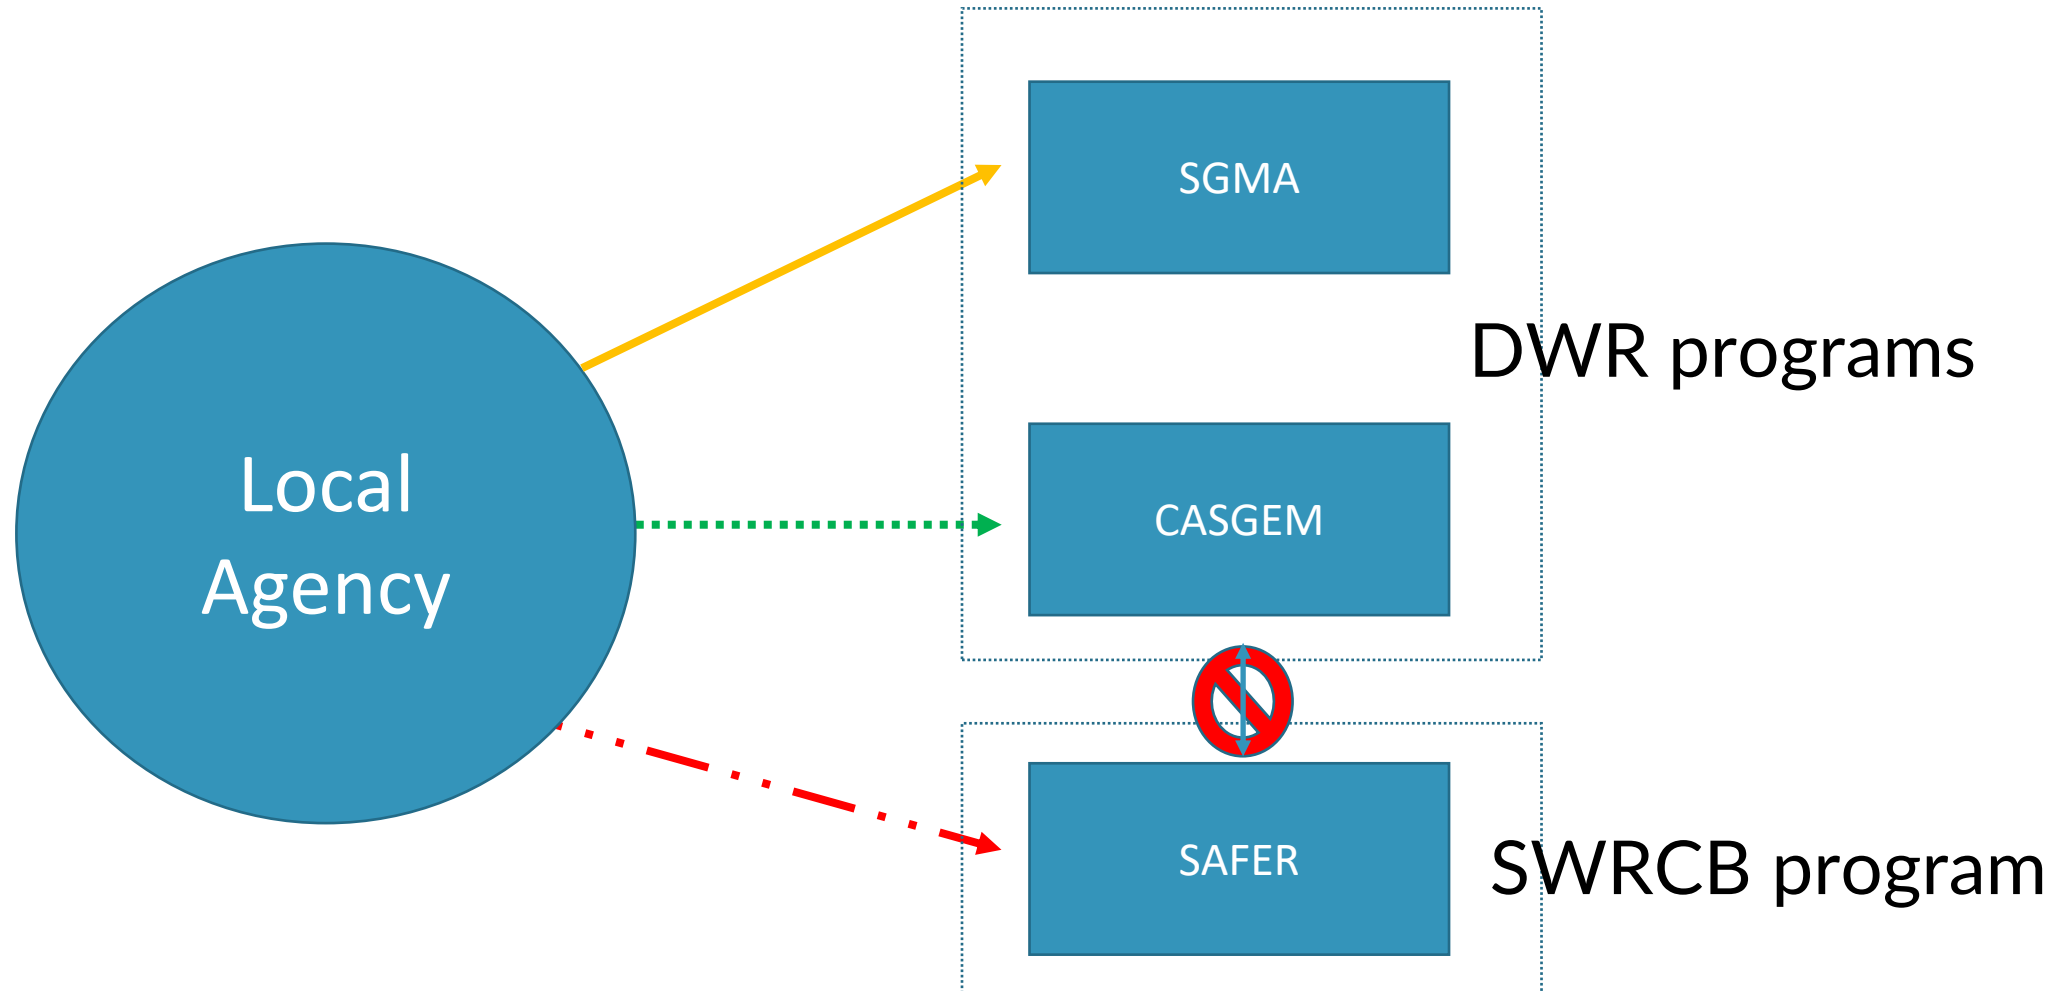 SGMA
DWR programs
Local
Agency
CASGEM
SAFER
SWRCB program